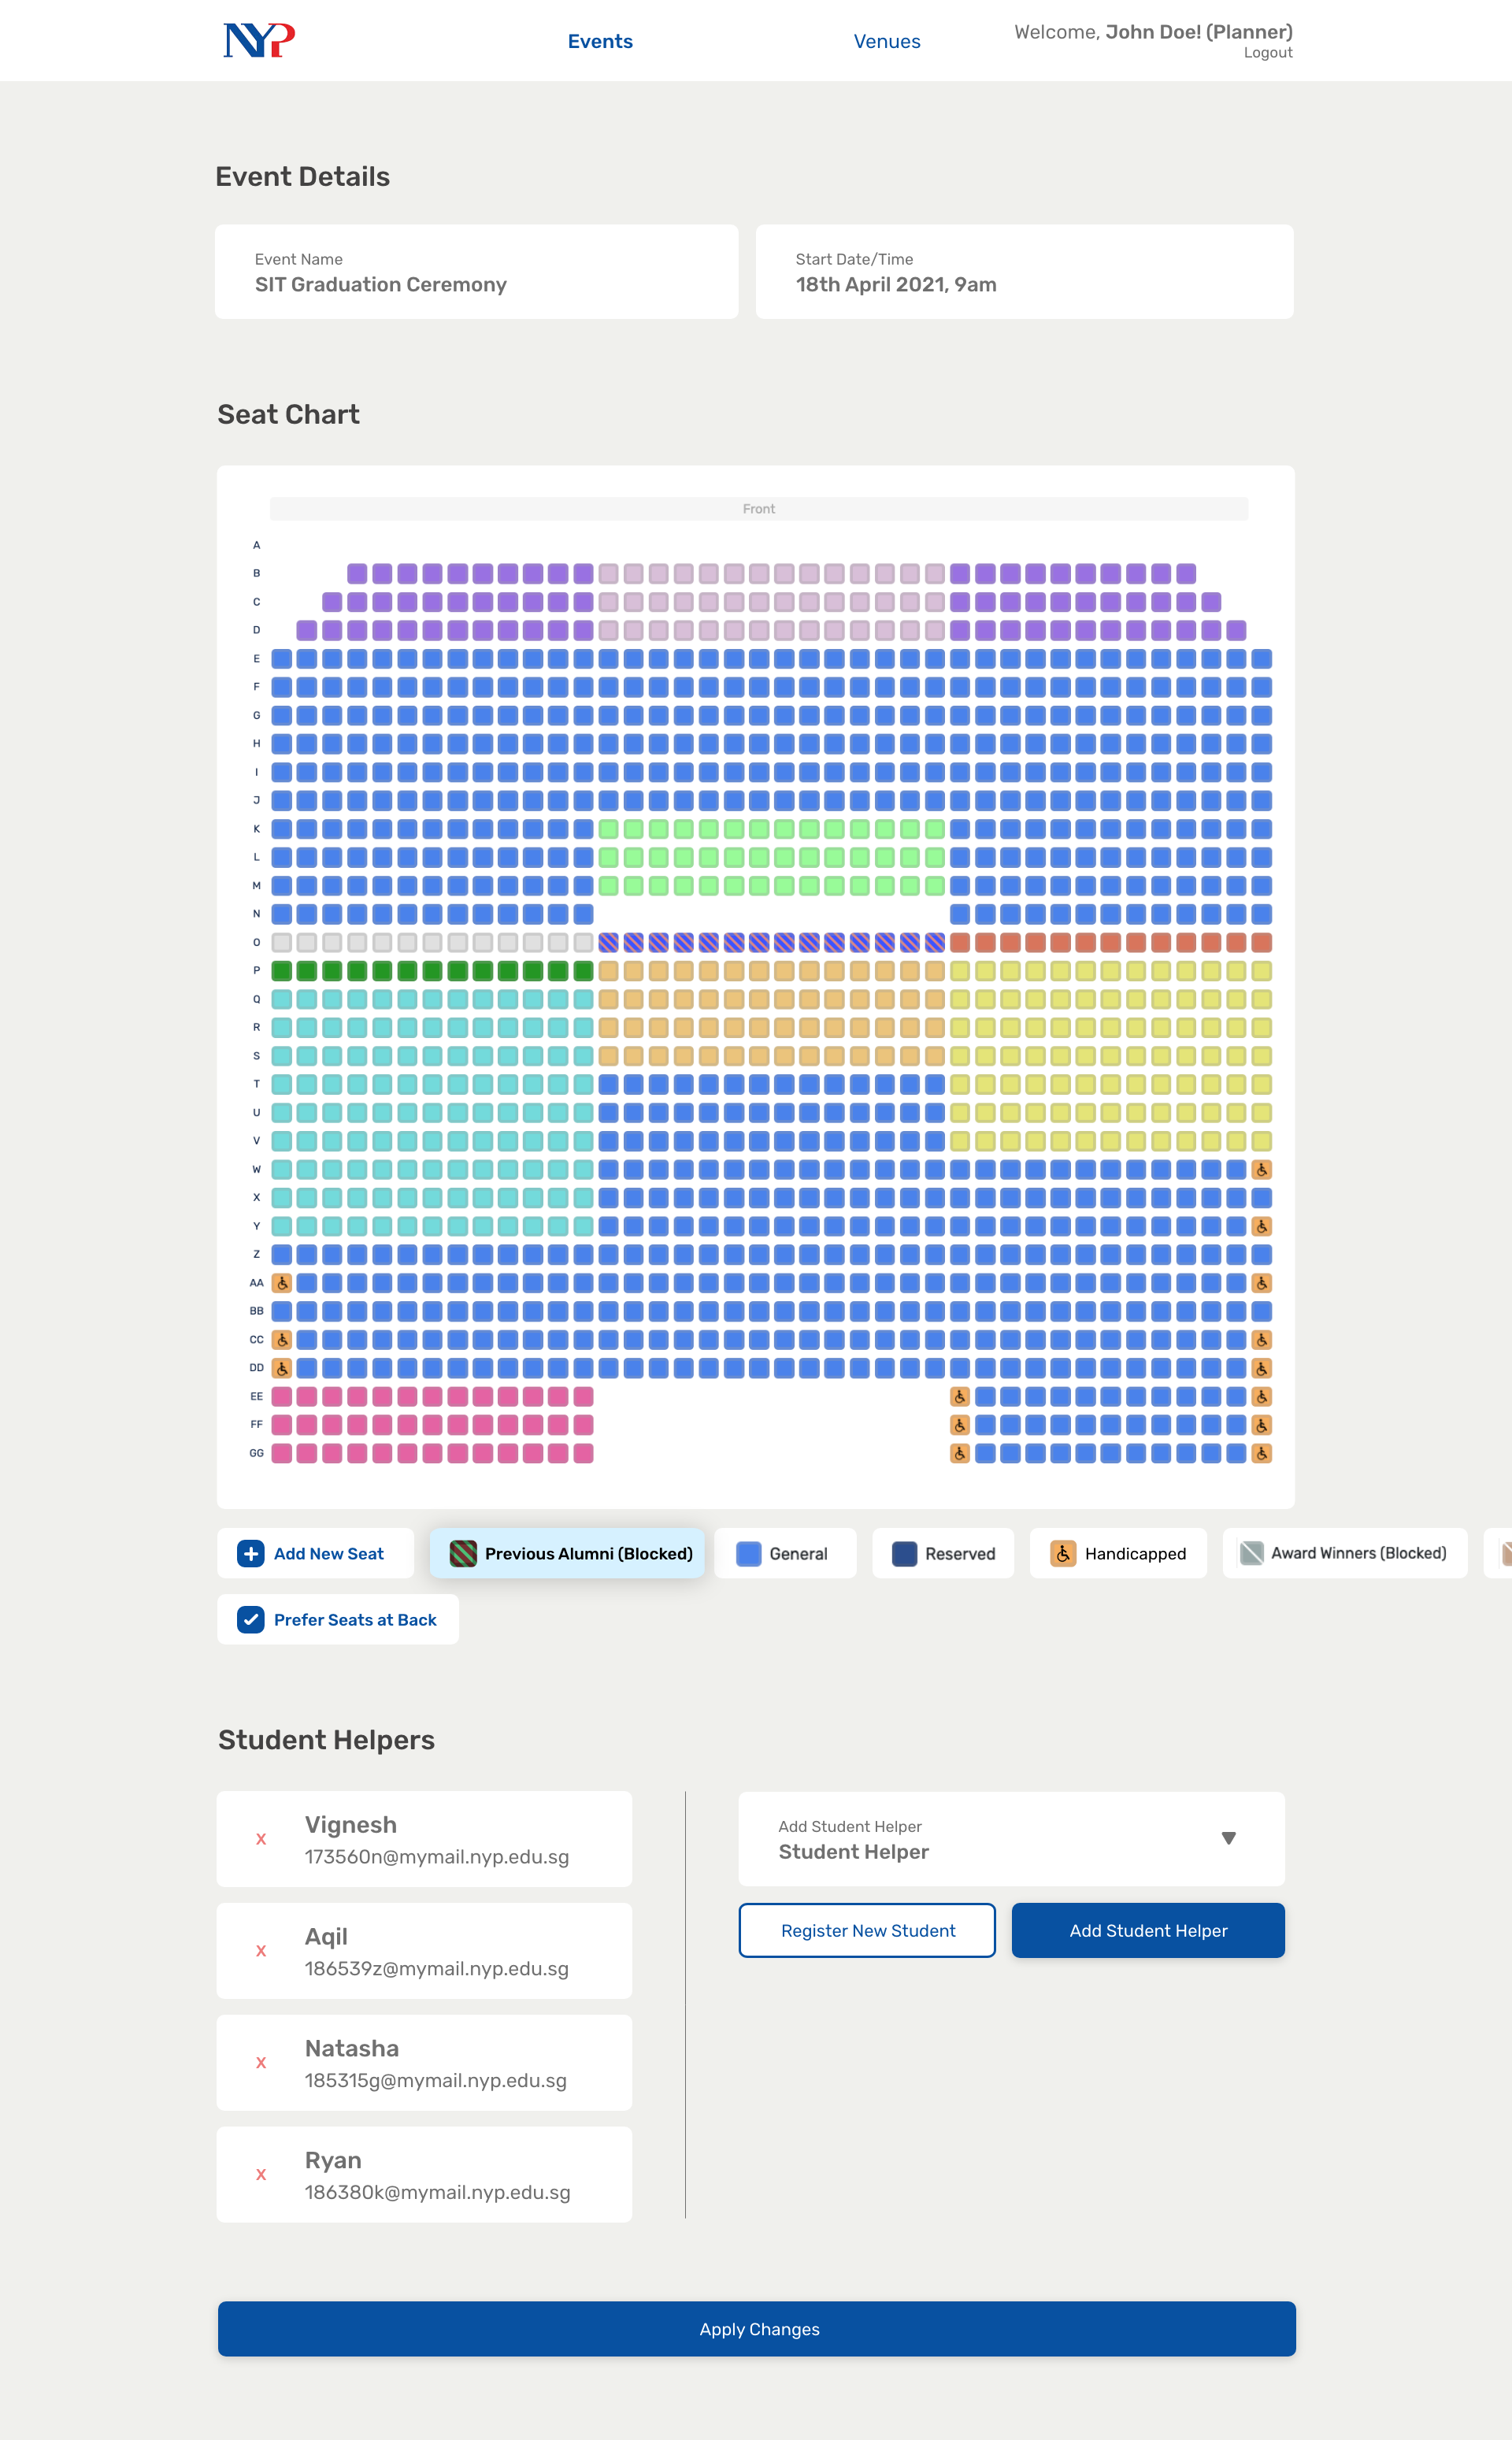 NYP
Events
Venues
Welcome, John Doe! (Planner)
Logout
Event Details
Event Name
SIT Graduation Ceremony
Start Date/Time
18th April 2021, 9am
Seat Chart
Front
A
B
C
D
E
F
G
H
I
J
K
L
M
N
O
P
Q
R
S
T
U
V
W
X
Y
Z
AA
BB
CC
DD
EE
FF
GG
Add New Seat
Previous Alumni (Blocked)
General
Reserved
Handicapped
Award Winners (Blocked)
Prefer Seats at Back
Student Helpers
X
Vignesh
173560n@mymail.nyp.edu.sg
X
Aqil
186539z@mymail.nyp.edu.sg
X
Natasha
185315g@mymail.nyp.edu.sg
X
Ryan
186380k@mymail.nyp.edu.sg
Add Student Helper
Student Helper
Register New Student
Add Student Helper
Apply Changes